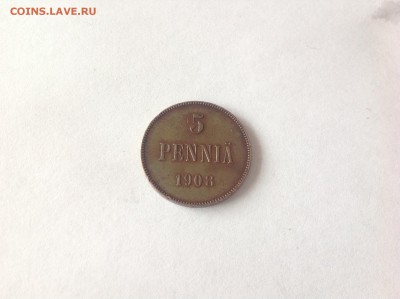 COINS.LAVE.RU
5
PENNIÄ
1908